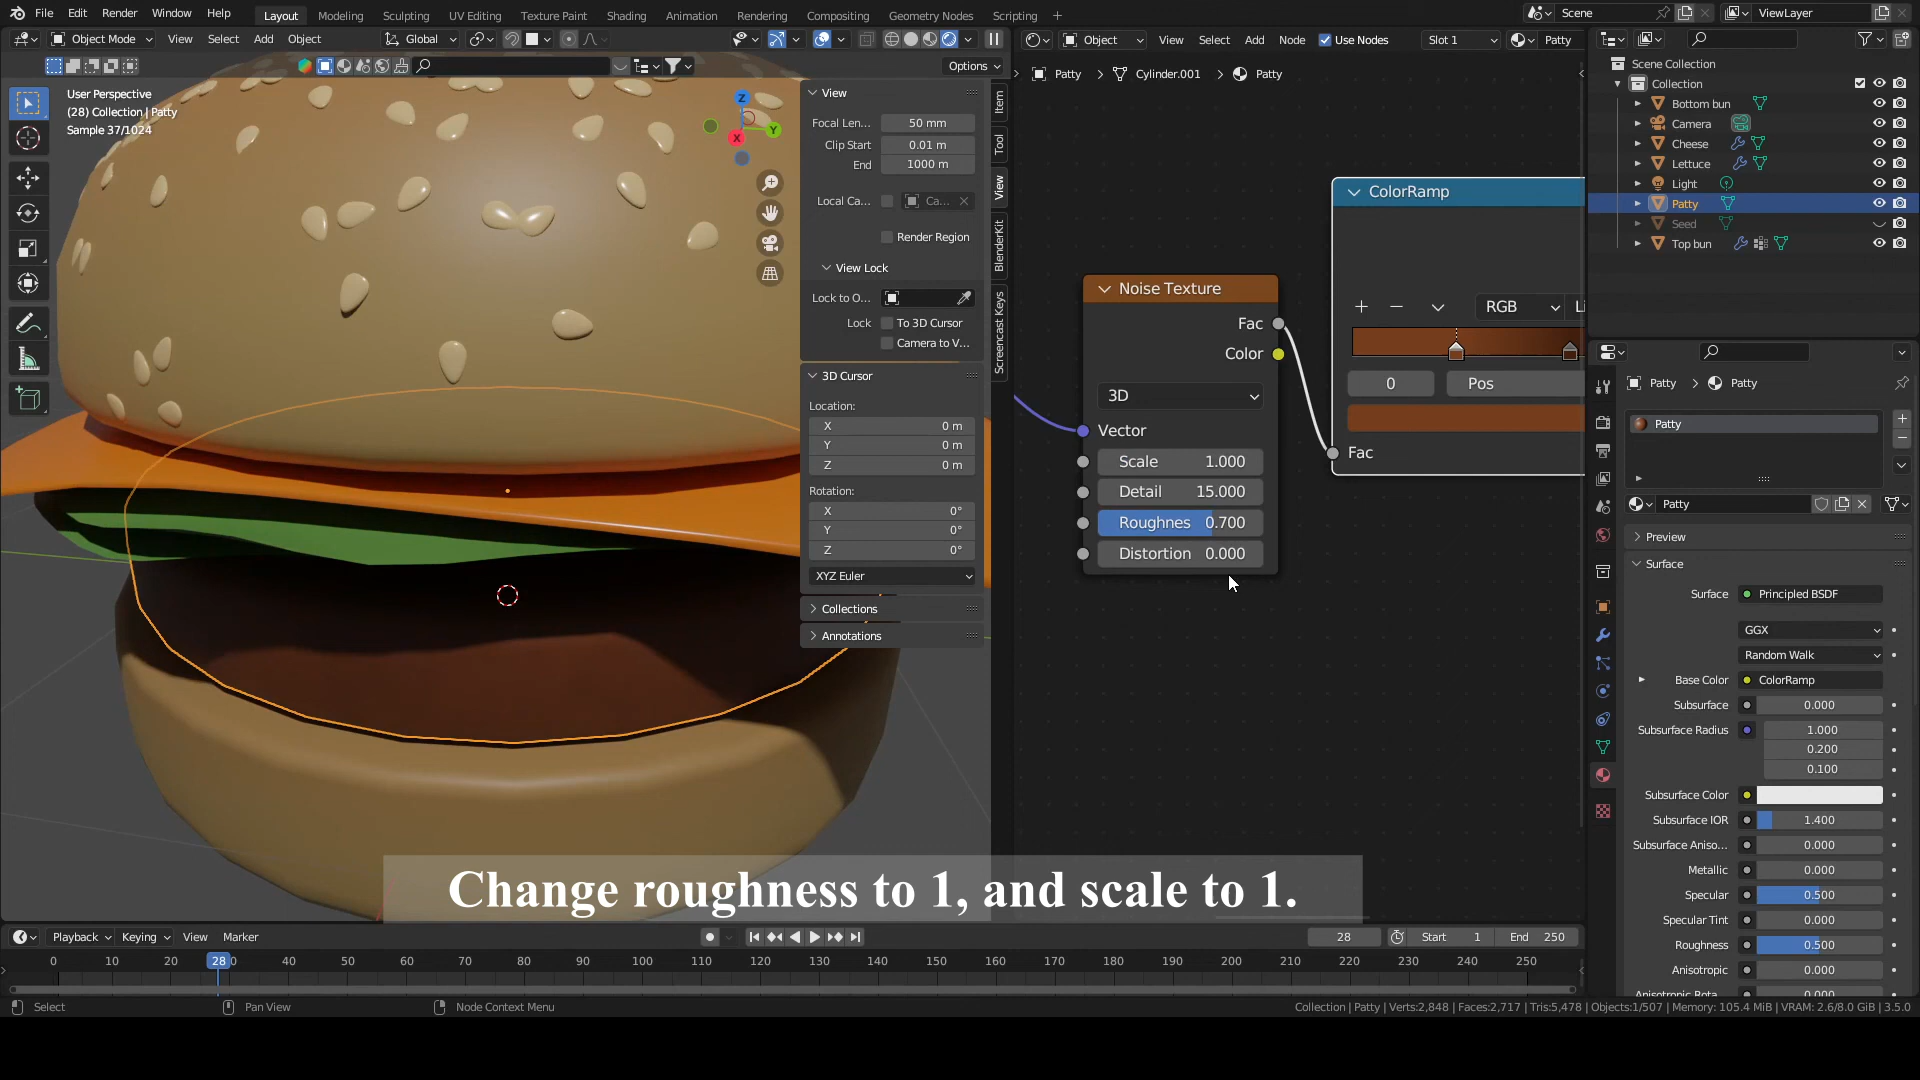 File Edit Render Window Help Layout Modeling Sculpting UV Editing Texture Paint Shading Animation Rendering Compositing Geometry Nodes Scripting + Scene ViewLayer
Object Mode View Select Add Object Global Object View Select Add Node Use Nodes Slot 1 Patty
Options Patty > Cylinder.001 > Patty
User Perspective
(28) Collection | Patty
Sample 37/1024
Z
Y
X
View
Focal Len... 50 mm
Clip Start 0.01 m
End 1000 m
Local Ca... Ca...
Render Region
View Lock
Lock to O...
Lock To 3D Cursor
Camera to V...
3D Cursor
Location:
X 0 m
Y 0 m
Z 0 m
Rotation:
X 0°
Y 0°
Z 0°
XYZ Euler
Collections
Annotations
Item
Tool
View
BlenderKit
Screencast Keys
Noise Texture
Fac
Color
3D
Vector
Scale 1.000
Detail 15.000
Roughnes 0.700
Distortion 0.000
ColorRamp
RGB Li
0 Pos
Fac
Scene Collection
Collection
Bottom bun
Camera
Cheese
Lettuce
Light
Patty
Seed
Top bun
Patty > Patty
Patty
Patty
Preview
Surface
Surface Principled BSDF
GGX
Random Walk
Base Color ColorRamp
Subsurface 0.000
Subsurface Radius 1.000
0.200
0.100
Subsurface Color
Subsurface IOR 1.400
Subsurface Aniso... 0.000
Metallic 0.000
Specular 0.500
Specular Tint 0.000
Roughness 0.500
Anisotropic 0.000
Anisotropic Rota... 0.000
Change roughness to 1, and scale to 1.
Playback Keying View Marker 28 Start 1 End 250
0 10 20 28 40 50 60 70 80 90 100 110 120 130 140 150 160 170 180 190 200 210 220 230 240 250
Select Pan View Node Context Menu Collection | Patty | Verts:2,848 | Faces:2,717 | Tris:5,478 | Objects:1/507 | Memory: 105.4 MiB | VRAM: 2.6/8.0 GiB | 3.5.0